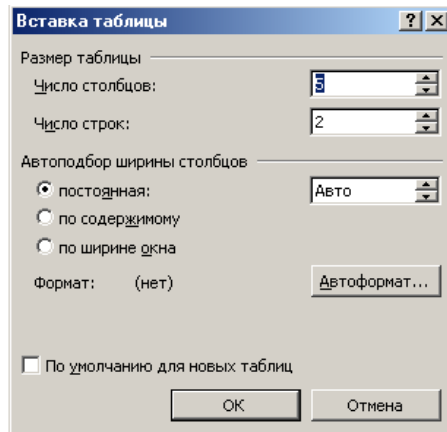 Вставка таблицы
Размер таблицы
Число столбцов: 5
Число строк: 2
Автоподбор ширины столбцов
постоянная: Авто
по содержимому
по ширине окна
Формат: (нет) Автоформат...
По умолчанию для новых таблиц
ОК Отмена